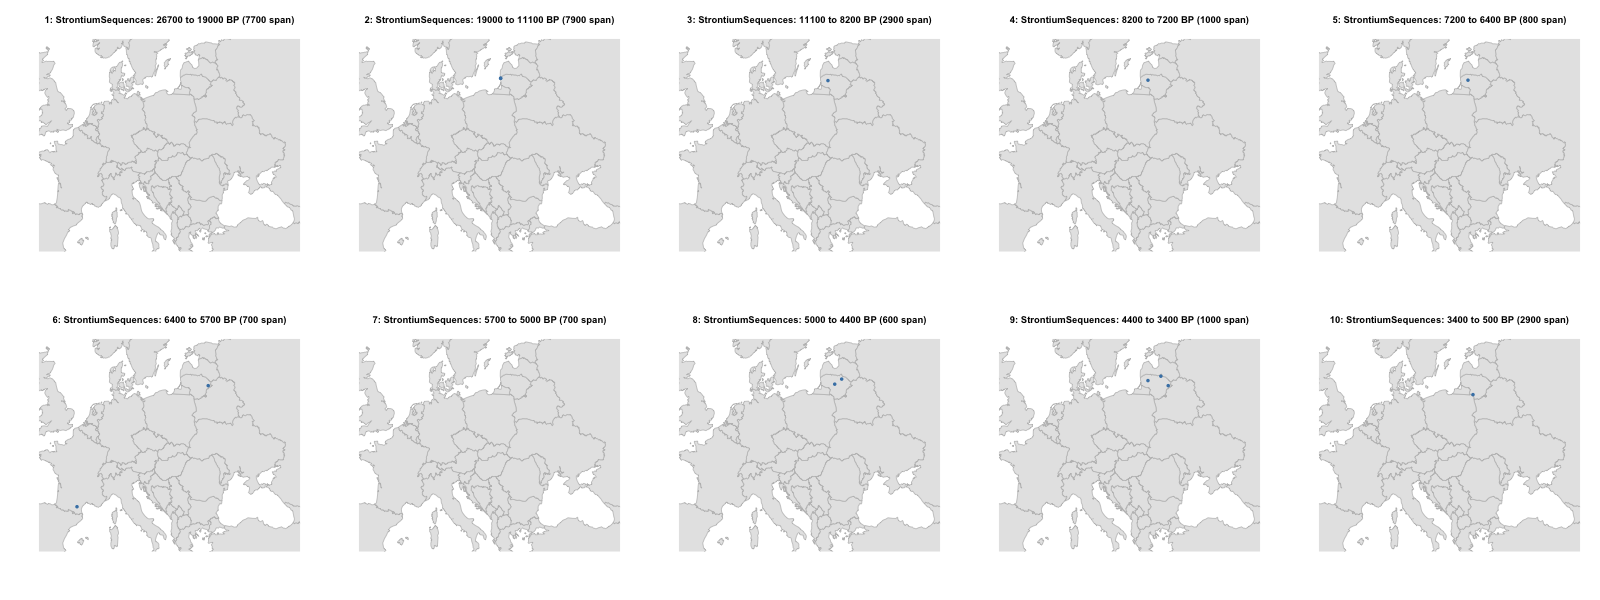 1: StrontiumSequences: 26700 to 19000 BP (7700 span)
2: StrontiumSequences: 19000 to 11100 BP (7900 span)
3: StrontiumSequences: 11100 to 8200 BP (2900 span)
4: StrontiumSequences: 8200 to 7200 BP (1000 span)
5: StrontiumSequences: 7200 to 6400 BP (800 span)
6: StrontiumSequences: 6400 to 5700 BP (700 span)
7: StrontiumSequences: 5700 to 5000 BP (700 span)
8: StrontiumSequences: 5000 to 4400 BP (600 span)
9: StrontiumSequences: 4400 to 3400 BP (1000 span)
10: StrontiumSequences: 3400 to 500 BP (2900 span)